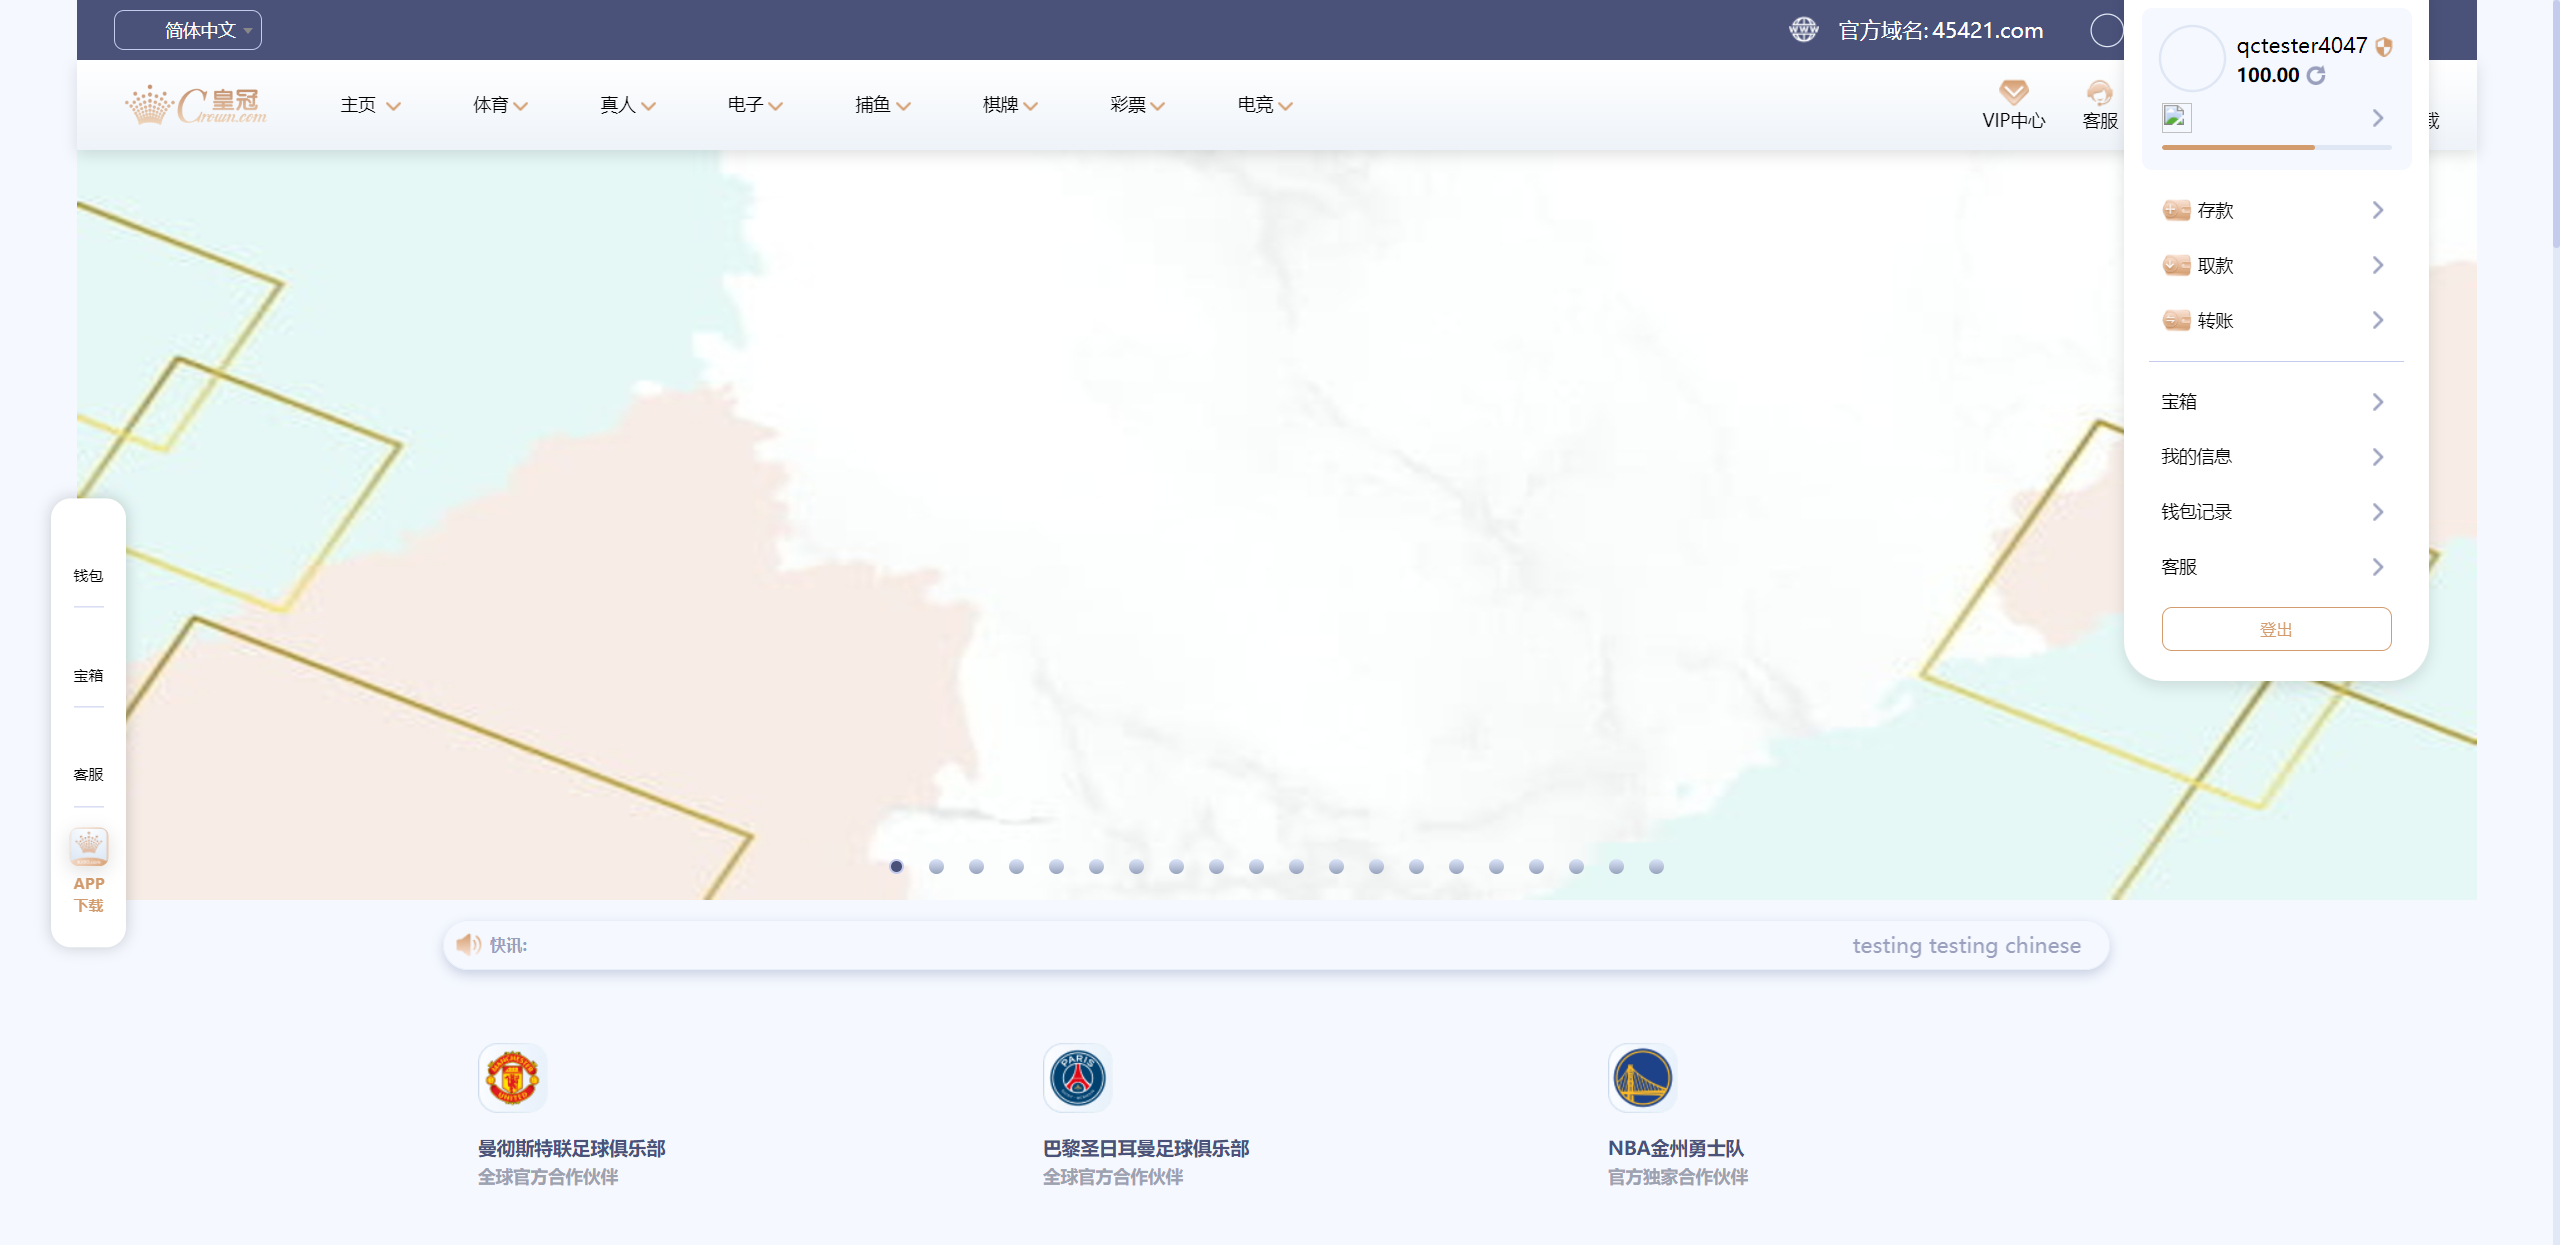 简体中文
官方域名: 45421.com
qctester4047
100.00
皇冠
Crown.com
主页
体育
真人
电子
捕鱼
棋牌
彩票
电竞
VIP中心
客服
存款
取款
转账
宝箱
我的信息
钱包记录
客服
登出
钱包
宝箱
客服
APP
下载
快讯:
testing testing chinese
曼彻斯特联足球俱乐部
全球官方合作伙伴
巴黎圣日耳曼足球俱乐部
全球官方合作伙伴
NBA金州勇士队
官方独家合作伙伴
MANCHESTER
UNITED
PARIS